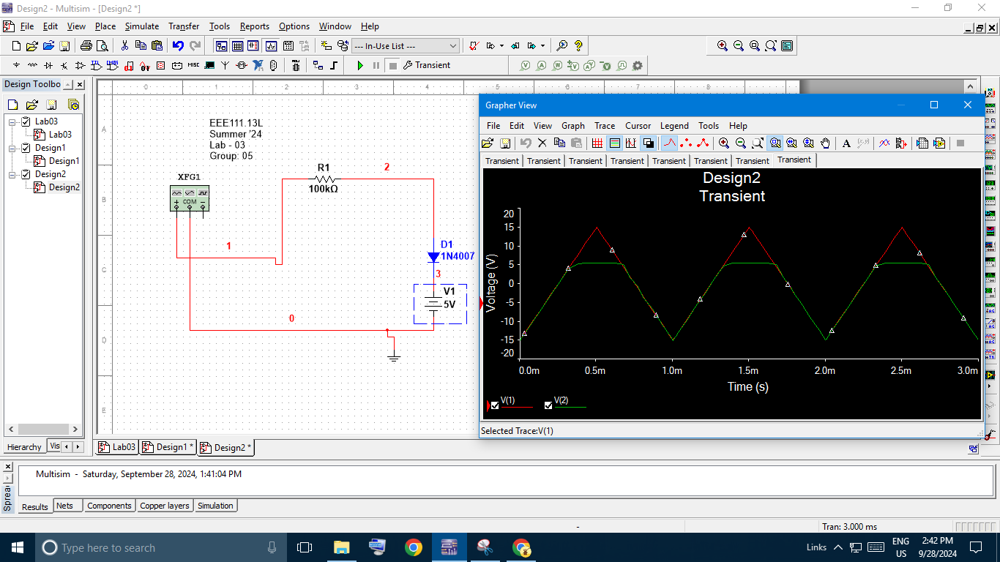 Design2 - Multisim - [Design2 *]
File Edit View Place Simulate Transfer Tools Reports Options Window Help
--- In-Use List ---
MISC
Transient
Design Toolbo
Lab03
Lab03
Design1
Design1
Design2
Design2
Hierarchy Vis
0 1 2 3 4 5 6 7 8
A
B
C
D
E
EEE111.13L
Summer '24
Lab - 03
Group: 05
XFG1
COM
R1
100kΩ
2
1
D1
1N4007
3
V1
5V
0
Grapher View
File Edit View Graph Trace Cursor Legend Tools Help
Transient Transient Transient Transient Transient Transient Transient Transient
Design2
Transient
Voltage (V)
20
15
10
5
0
-5
-10
-15
-20
0.0m 0.5m 1.0m 1.5m 2.0m 2.5m 3.0m
Time (s)
V(1) V(2)
Selected Trace:V(1)
Lab03 Design1 * Design2 *
Sprea
Multisim - Saturday, September 28, 2024, 1:41:04 PM
Results Nets Components Copper layers Simulation
-
Tran: 3.000 ms
Type here to search
Links
ENG
US
2:42 PM
9/28/2024